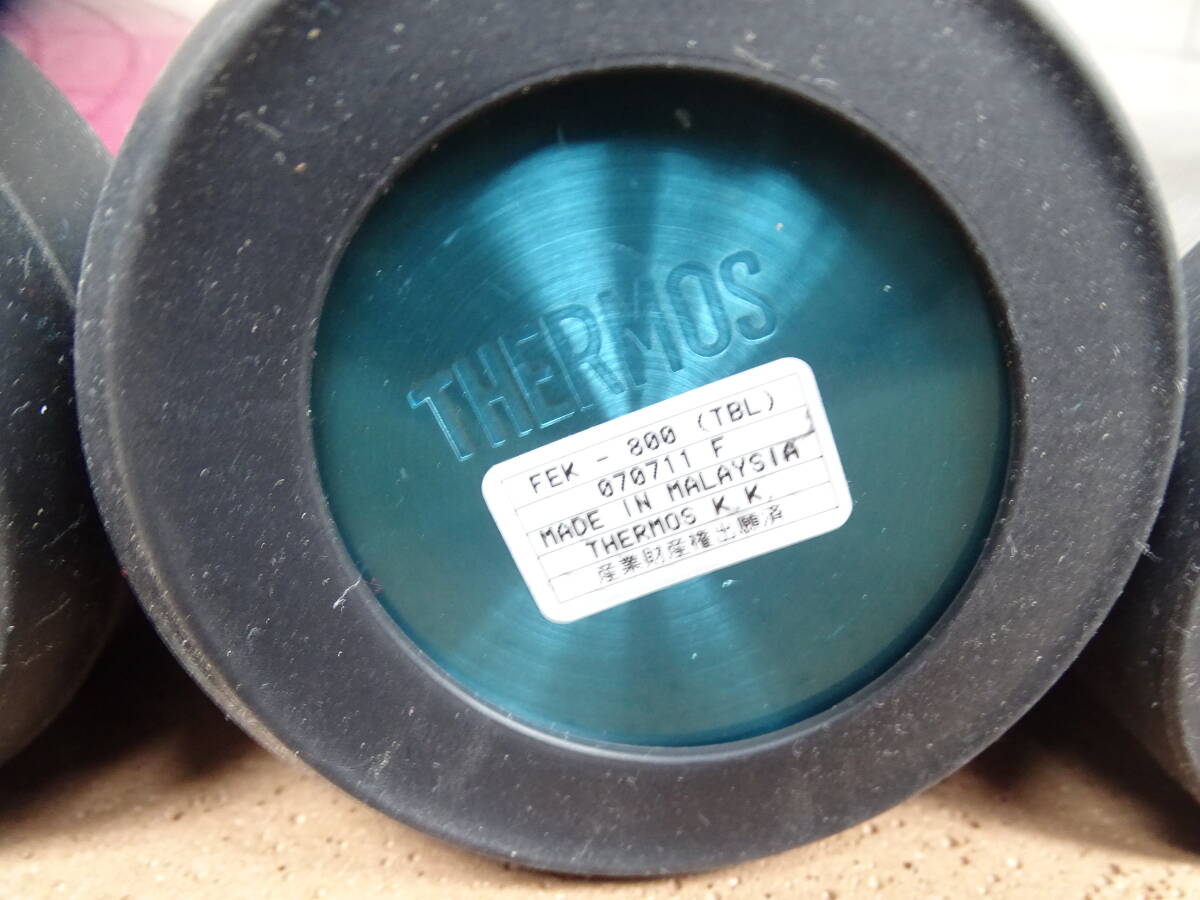 THERMOS
FEK - 800 (TBL)
070711 F
MADE IN MALAYSIA
THERMOS K.K.
産業財産権出願済